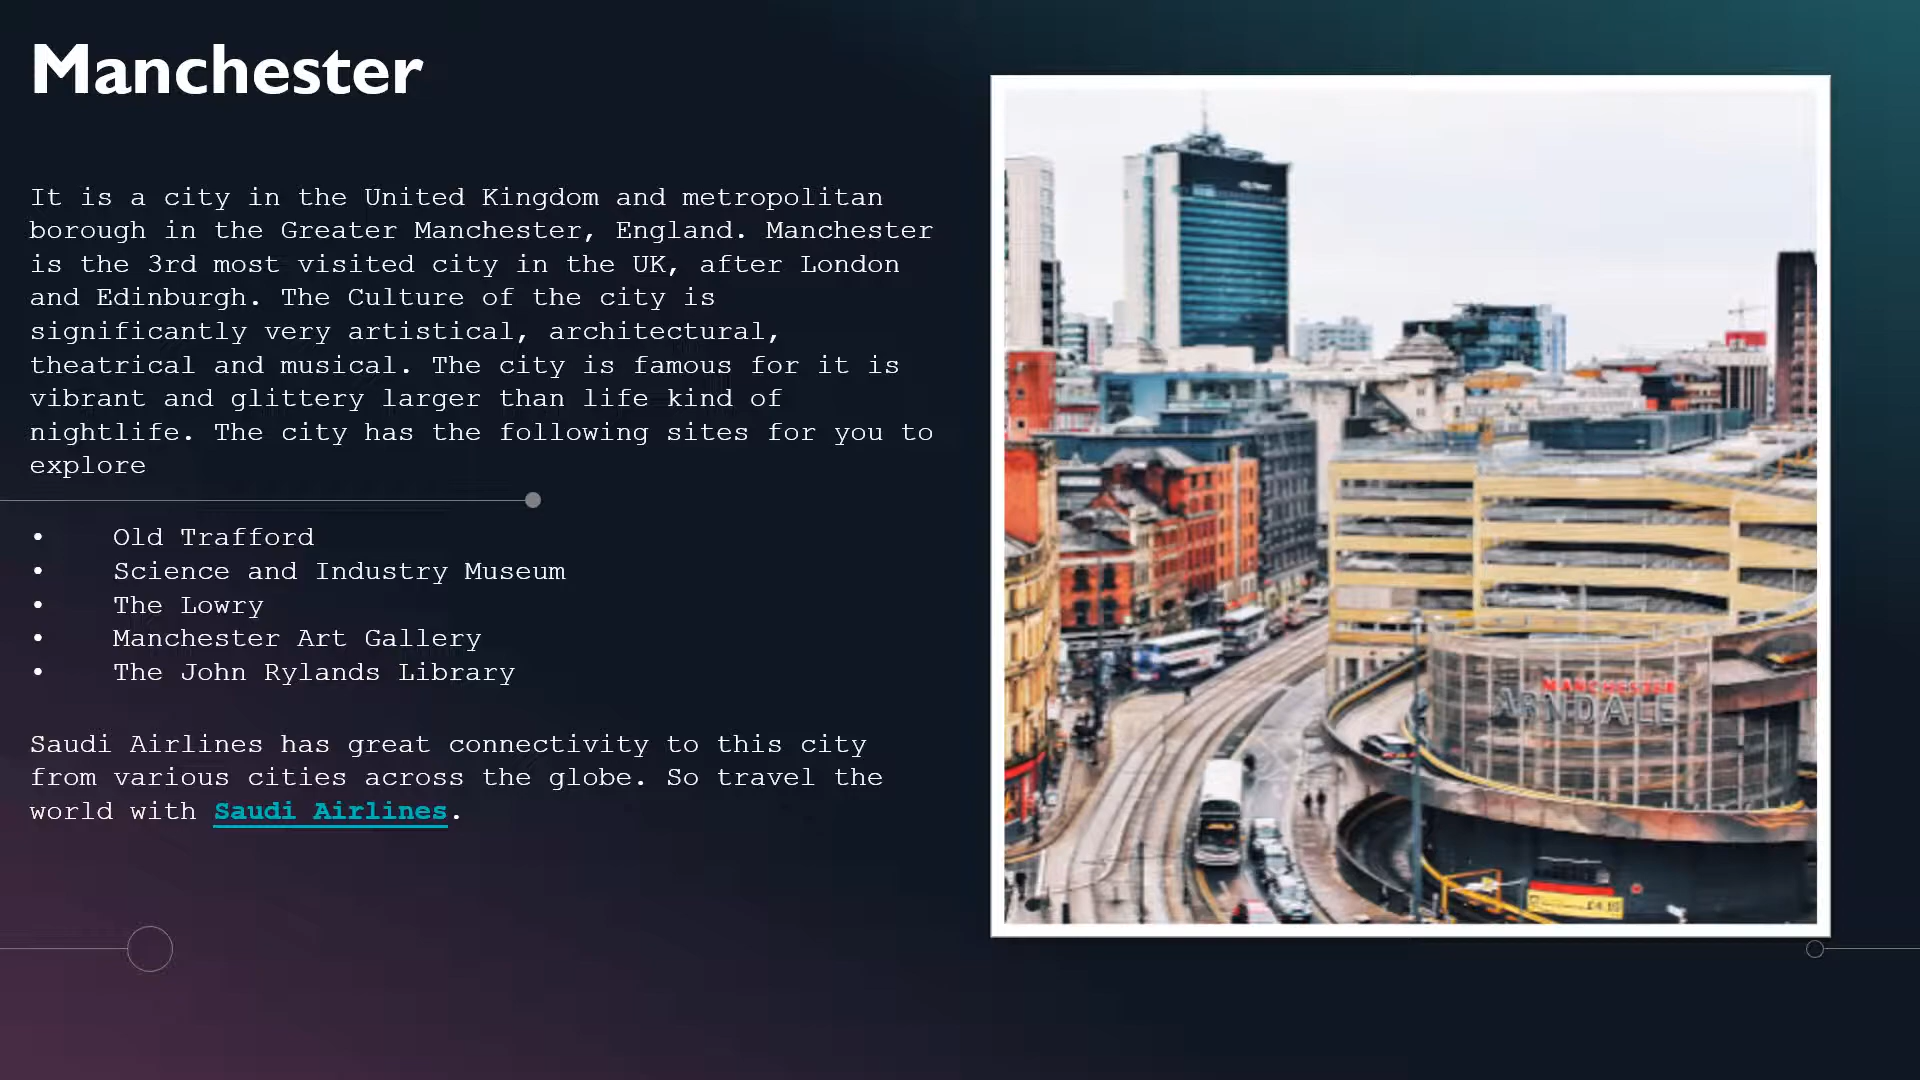 Manchester
It is a city in the United Kingdom and metropolitan
borough in the Greater Manchester, England. Manchester
is the 3rd most visited city in the UK, after London
and Edinburgh. The Culture of the city is
significantly very artistical, architectural,
theatrical and musical. The city is famous for it is
vibrant and glittery larger than life kind of
nightlife. The city has the following sites for you to
explore
• Old Trafford
• Science and Industry Museum
• The Lowry
• Manchester Art Gallery
• The John Rylands Library
Saudi Airlines has great connectivity to this city
from various cities across the globe. So travel the
world with Saudi Airlines.
MANCHESTER
ARNDALE